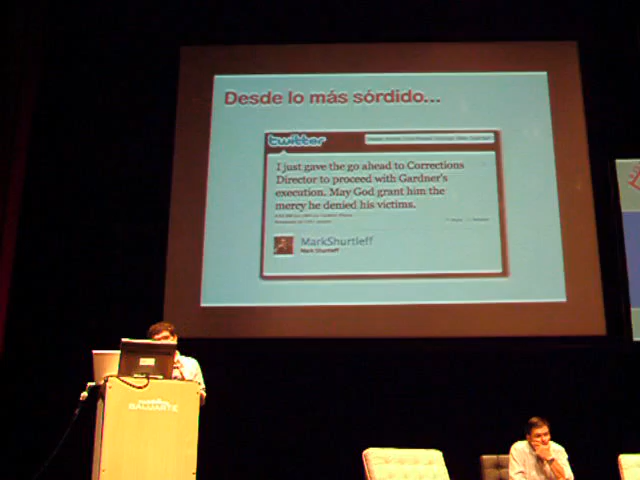 Desde lo más sórdido...
twitter
I just gave the go ahead to Corrections
Director to proceed with Gardner's
execution. May God grant him the
mercy he denied his victims.
MarkShurtleff
Mark Shurtleff
BALUARTE